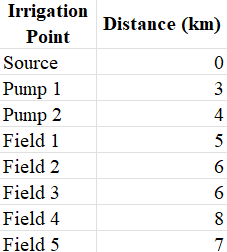 Irrigation Point Distance (km)
Source 0
Pump 1 3
Pump 2 4
Field 1 5
Field 2 6
Field 3 6
Field 4 8
Field 5 7